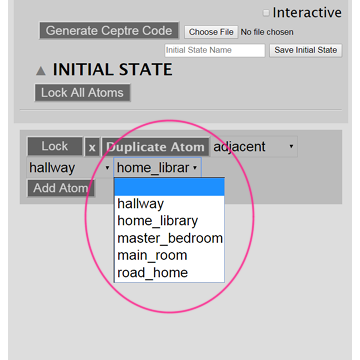 Interactive
Generate Ceptre Code Choose File No file chosen
Initial State Name Save Initial State
▲ INITIAL STATE
Lock All Atoms
Lock x Duplicate Atom adjacent
hallway home_librar
Add Atom
hallway
home_library
master_bedroom
main_room
road_home